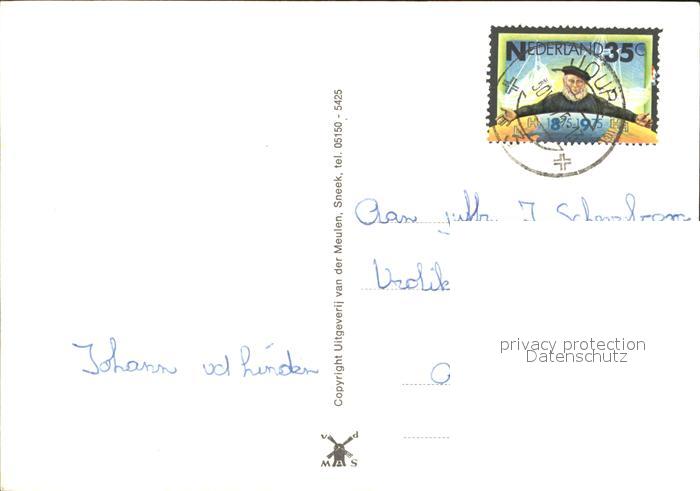 NEDERLAND 35c
1875 1975
Aan
Vrolik
privacy protection
Datenschutz
Johann vd Linden
Copyright Uitgeverij van der Meulen, Sneek, tel. 05150 - 5425
v d
MAS